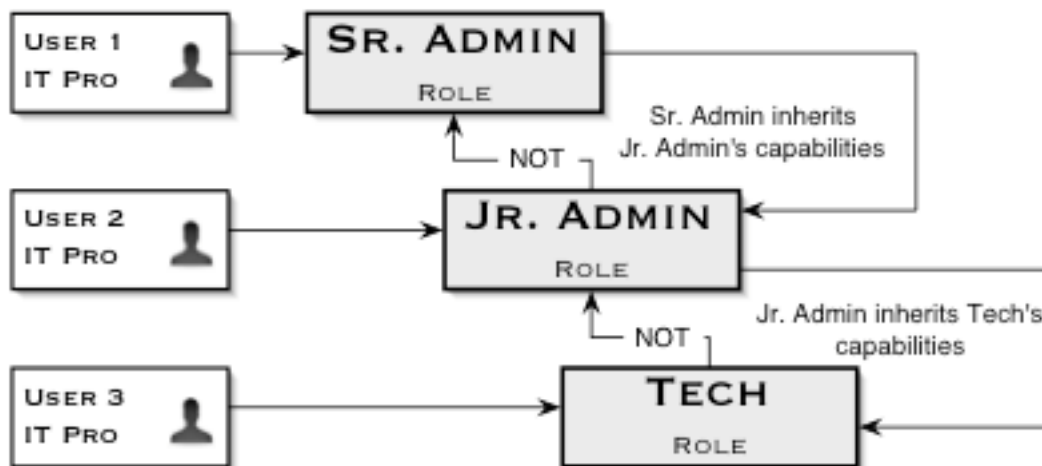 USER 1
IT PRO
SR. ADMIN
ROLE
Sr. Admin inherits
Jr. Admin's capabilities
NOT
USER 2
IT PRO
JR. ADMIN
ROLE
Jr. Admin inherits Tech's
capabilities
NOT
USER 3
IT PRO
TECH
ROLE